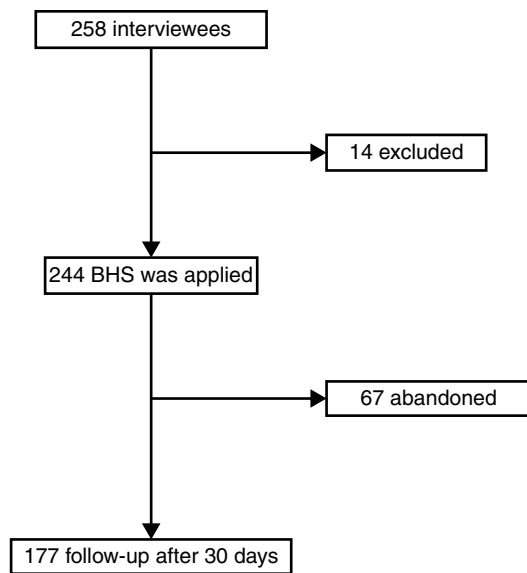 258 interviewees
14 excluded
244 BHS was applied
67 abandoned
177 follow-up after 30 days